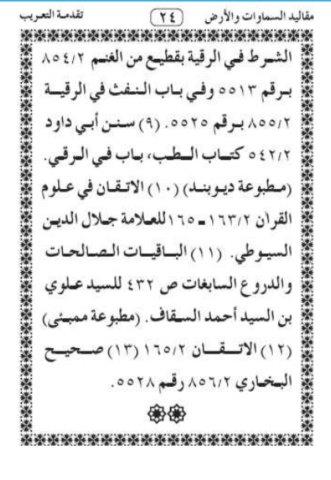 مقاليد السماوات والأرض ٢٤ تقدمة التعريب
الشرط في الرقية بقطيع من الغنم ٨٥٤/٢
برقم ٥٥١٣ وفي باب النفث في الرقية
٨٥٥/٢ برقم ٥٥٢٥. (٩) سنن أبي داود
٥٤٢/٢ كتاب الطب، باب في الرقي.
(مطبوعة ديوبند) (١٠) الاتقان في علوم
القرآن ١٦٣/٢ - ١٦٥ للعلامة جلال الدين
السيوطي. (١١) الباقيات الصالحات
والدروع السابغات ص ٤٣٢ للسيد علوي
بن السيد أحمد السقاف. (مطبوعة ممبئى)
(١٢) الاتقان ١٦٥/٢ (١٣) صحيح
البخاري ٨٥٦/٢ رقم ٥٥٢٨.